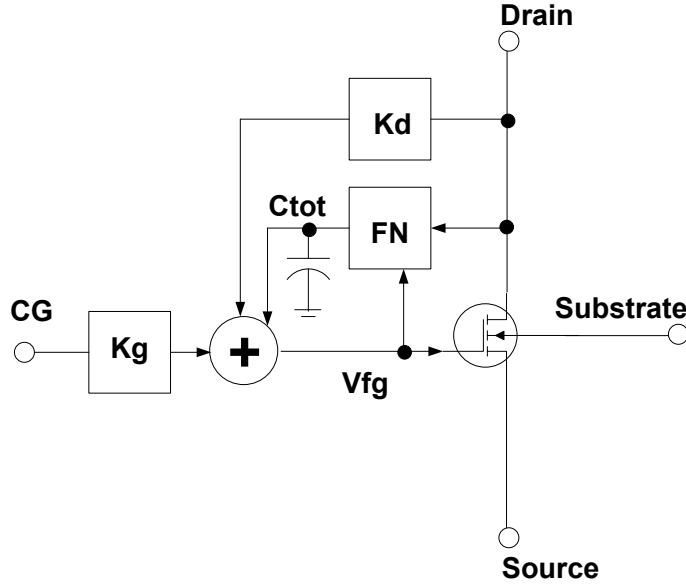 Drain
Kd
Ctot
FN
CG
Substrate
Kg
+
Vfg
Source